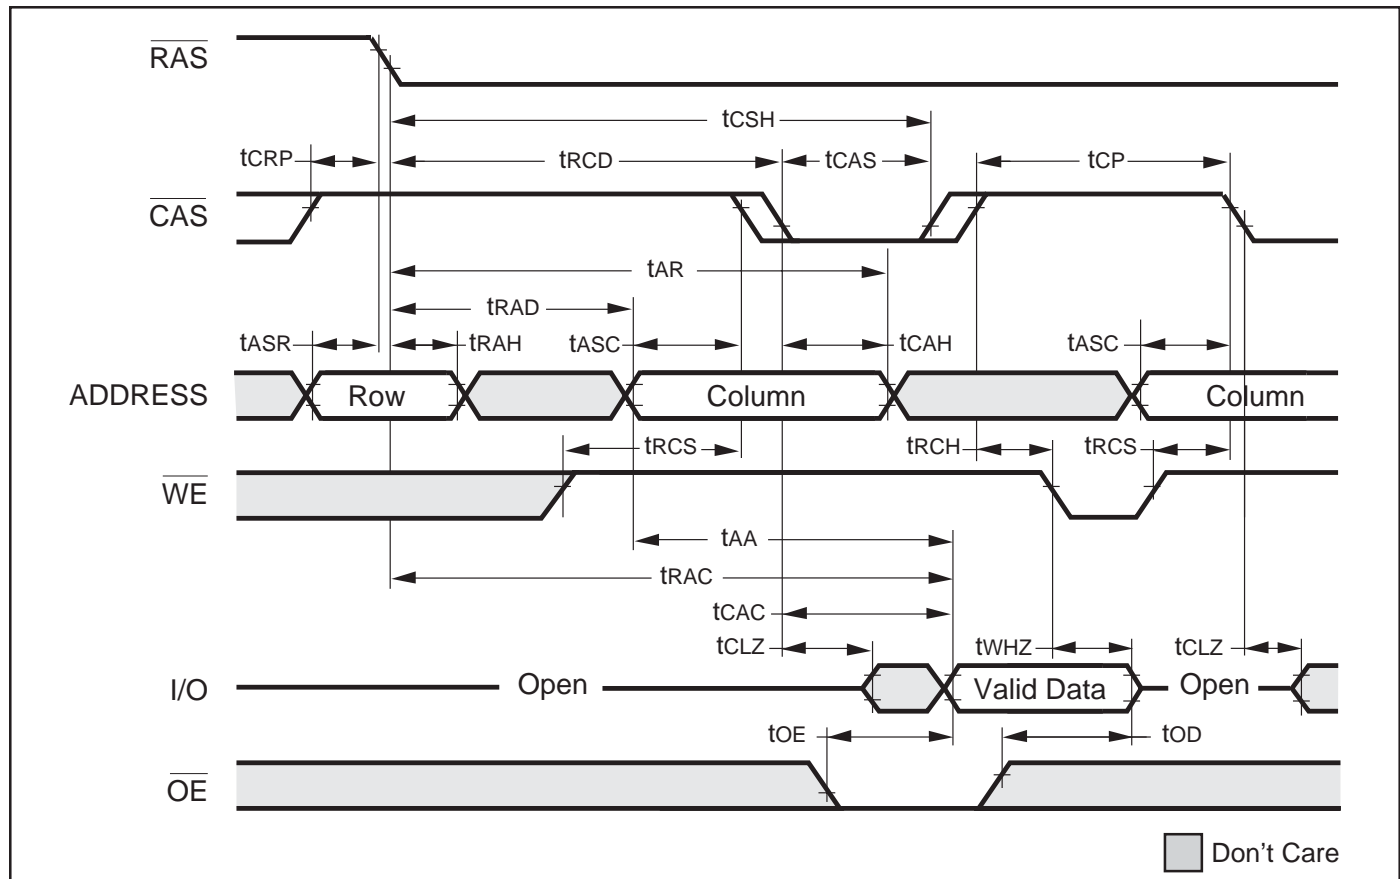 RAS
tCSH
tCRP tRCD tCAS tCP
CAS
tAR
tRAD
tASR tRAH tASC tCAH tASC
ADDRESS Row Column Column
tRCS tRCH tRCS
WE
tAA
tRAC
tCAC
tCLZ tWHZ tCLZ
I/O Open Valid Data Open
tOE tOD
OE
Don't Care